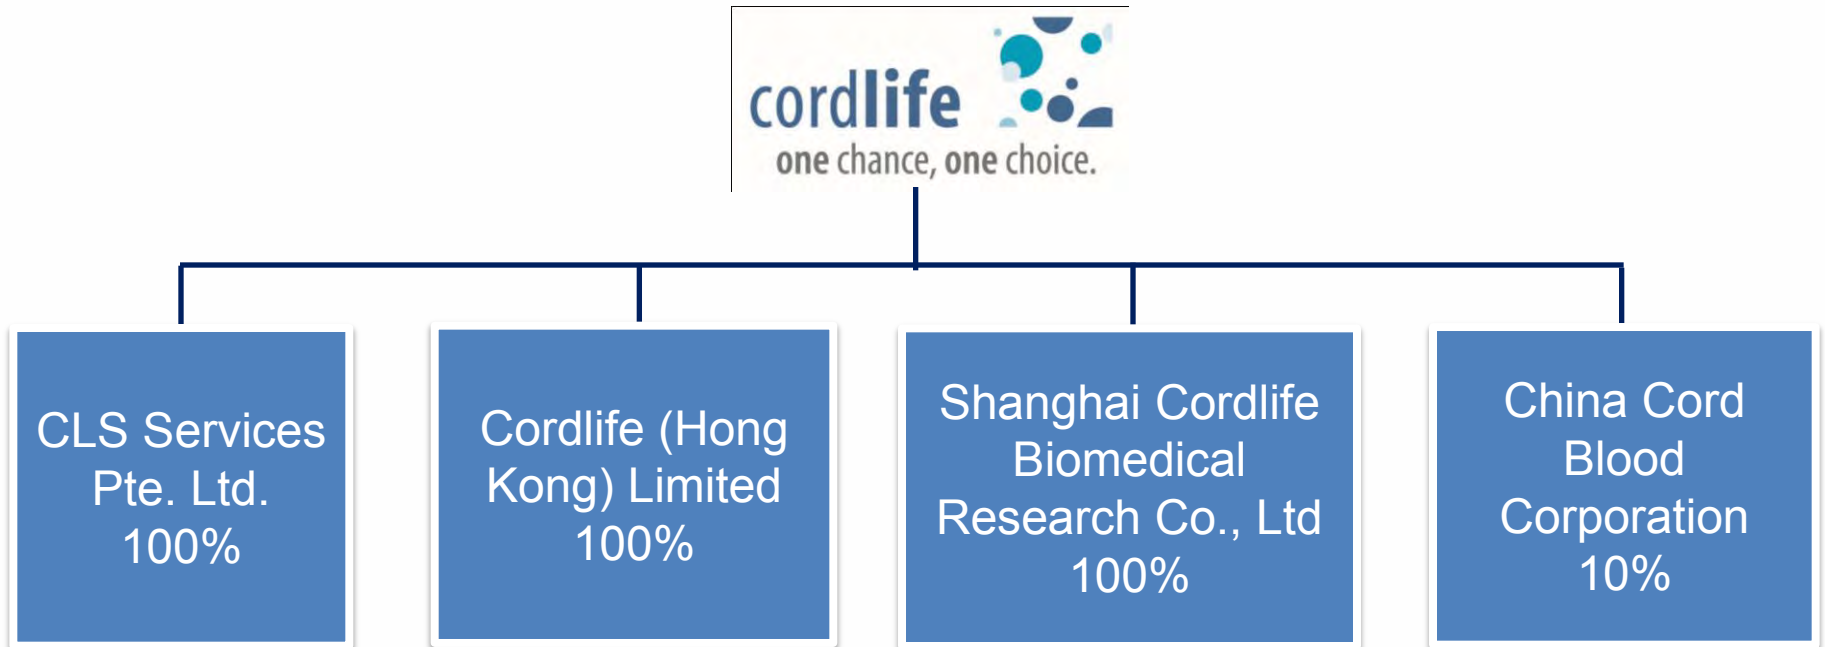 cordlife
one chance, one choice.
CLS Services
Pte. Ltd.
100%
Cordlife (Hong
Kong) Limited
100%
Shanghai Cordlife
Biomedical
Research Co., Ltd
100%
China Cord
Blood
Corporation
10%